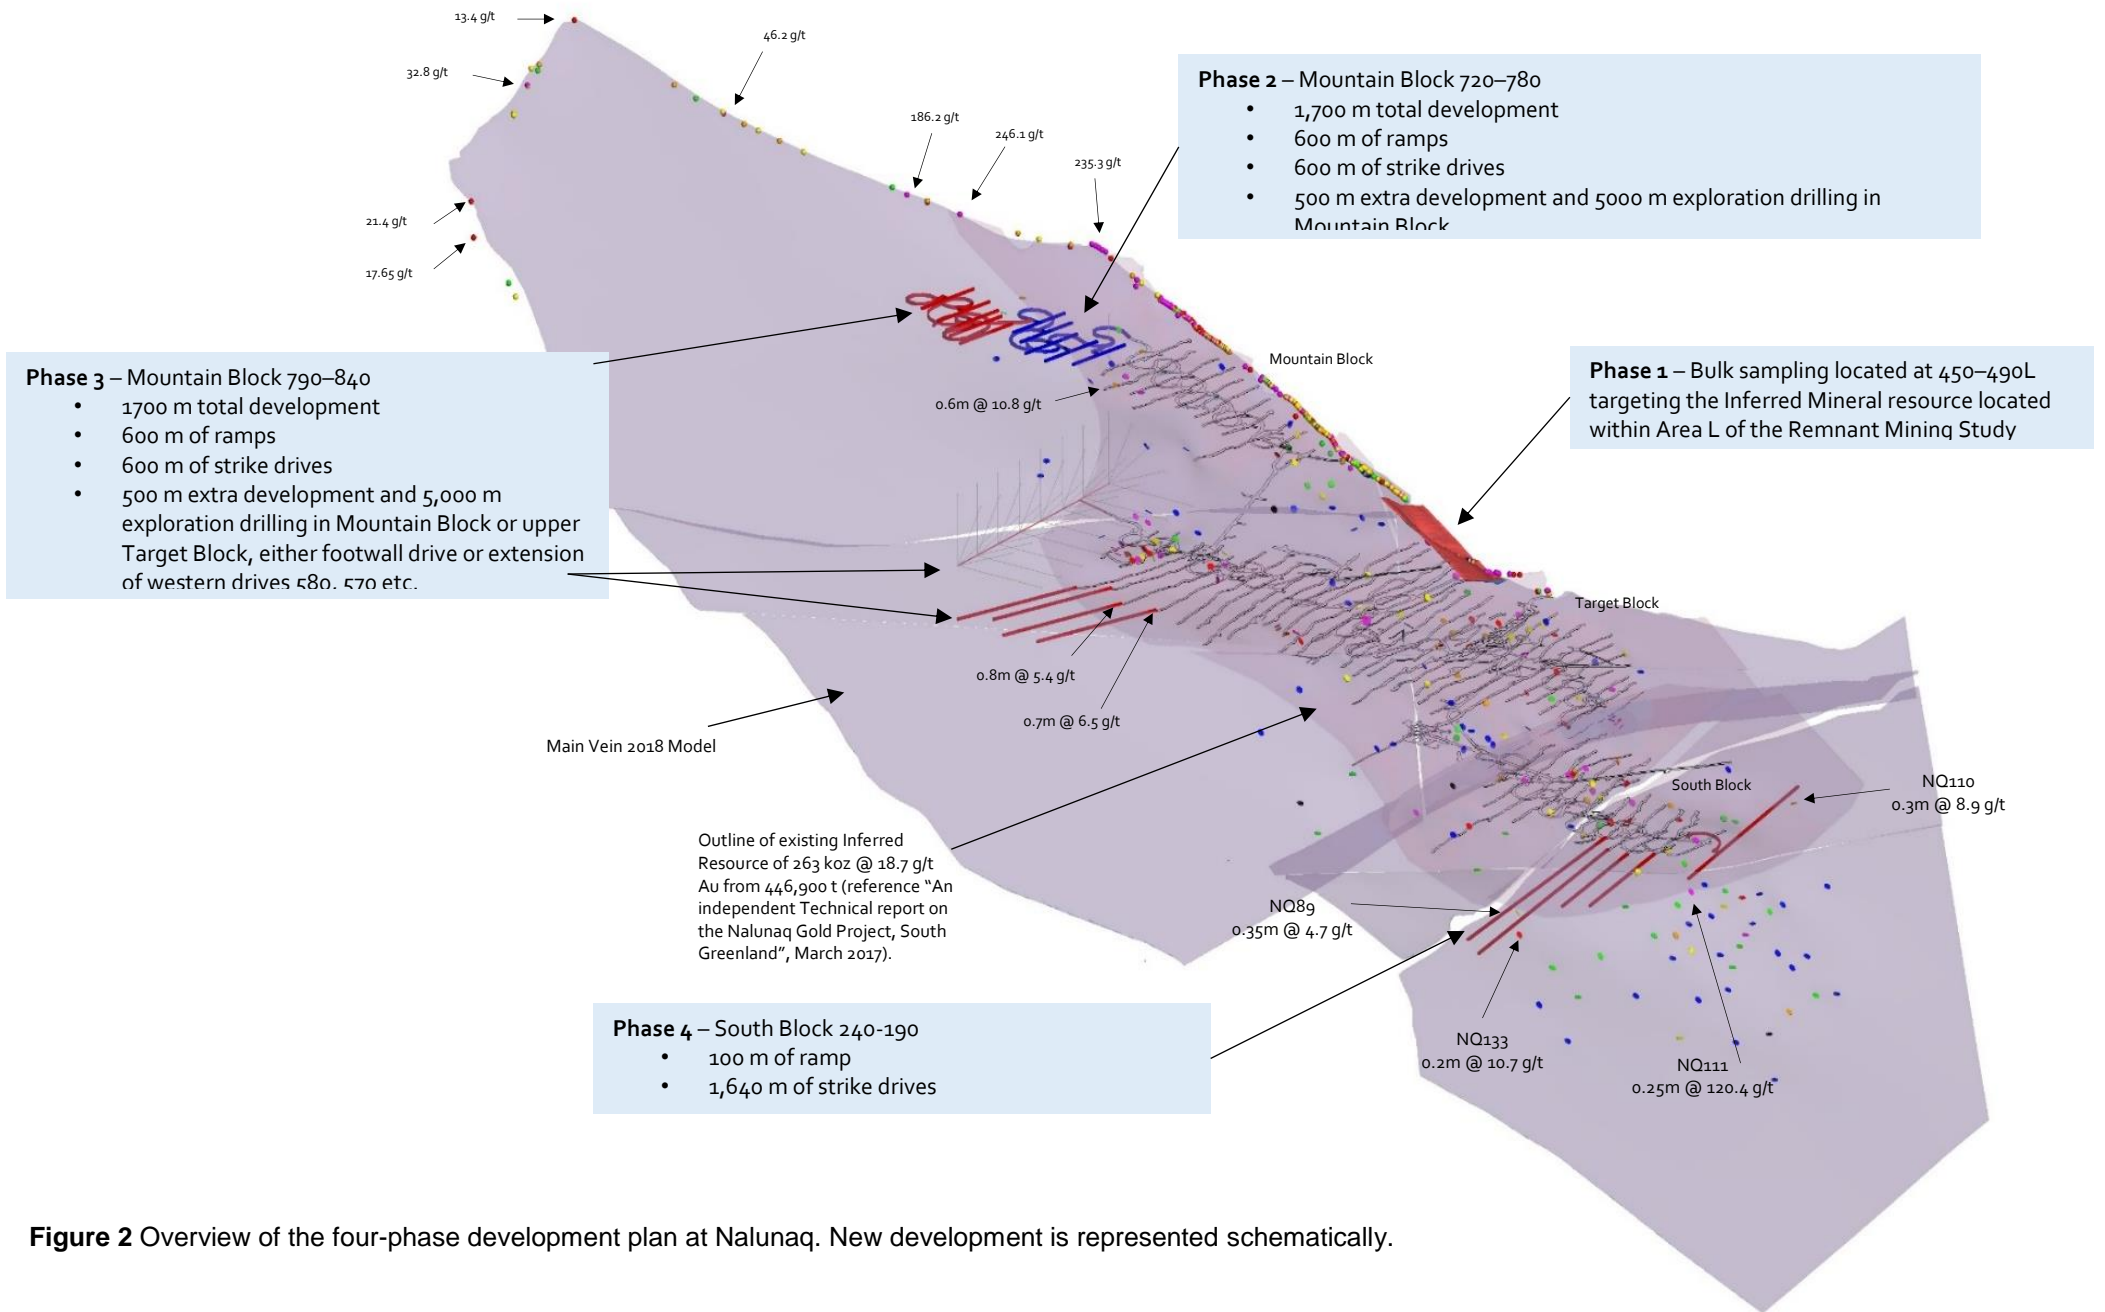 13.4 g/t
46.2 g/t
32.8 g/t
186.2 g/t
246.1 g/t
235.3 g/t
21.4 g/t
17.65 g/t
Phase 2 – Mountain Block 720–780
• 1,700 m total development
• 600 m of ramps
• 600 m of strike drives
• 500 m extra development and 5000 m exploration drilling in
Mountain Block
Mountain Block
Phase 1 – Bulk sampling located at 450–490L
targeting the Inferred Mineral resource located
within Area L of the Remnant Mining Study
Phase 3 – Mountain Block 790–840
• 1700 m total development
• 600 m of ramps
• 600 m of strike drives
• 500 m extra development and 5,000 m
exploration drilling in Mountain Block or upper
Target Block, either footwall drive or extension
of western drives 580, 570 etc.
0.6m @ 10.8 g/t
Target Block
0.8m @ 5.4 g/t
0.7m @ 6.5 g/t
Main Vein 2018 Model
South Block
NQ110
0.3m @ 8.9 g/t
Outline of existing Inferred
Resource of 263 koz @ 18.7 g/t
Au from 446,900 t (reference “An
independent Technical report on
the Nalunaq Gold Project, South
Greenland”, March 2017).
NQ89
0.35m @ 4.7 g/t
Phase 4 – South Block 240-190
• 100 m of ramp
• 1,640 m of strike drives
NQ133
0.2m @ 10.7 g/t
NQ111
0.25m @ 120.4 g/t
Figure 2 Overview of the four-phase development plan at Nalunaq. New development is represented schematically.